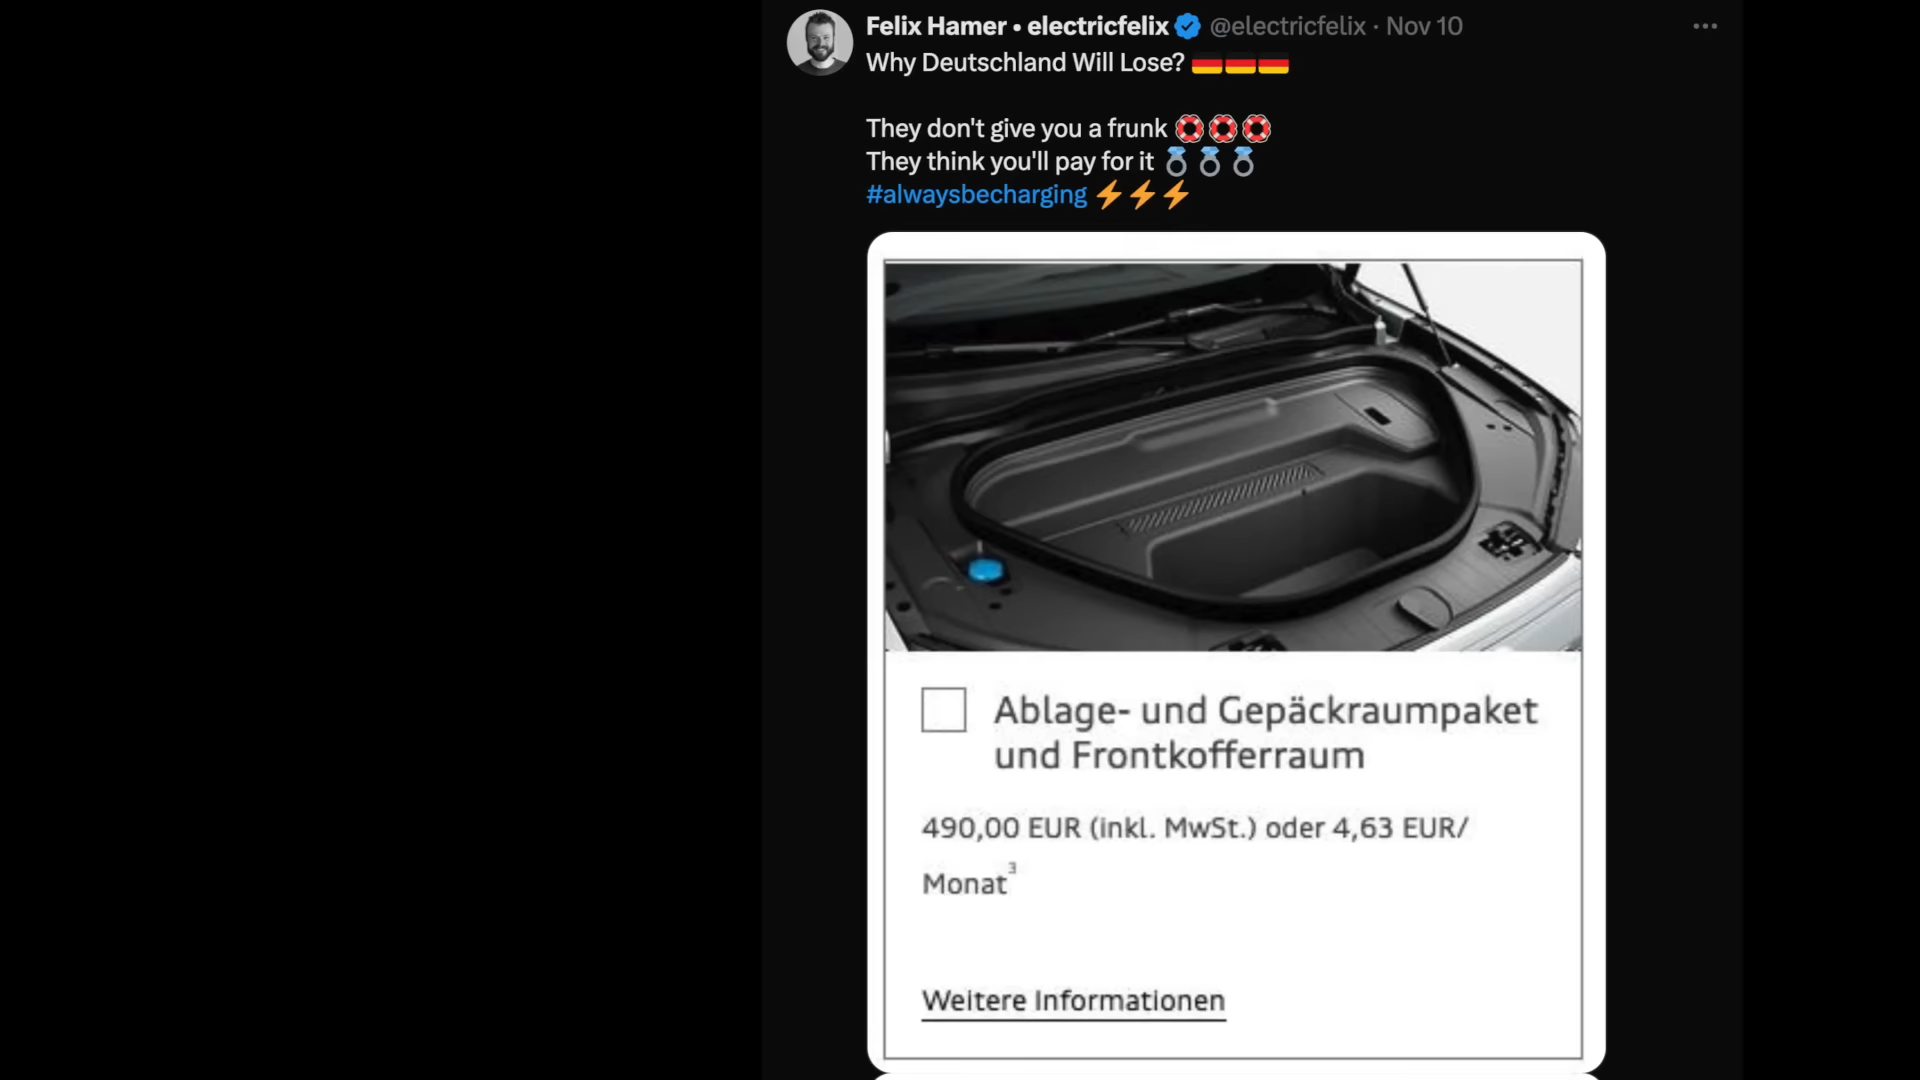 Felix Hamer • electricfelix @electricfelix · Nov 10
Why Deutschland Will Lose? 🇩🇪🇩🇪🇩🇪
They don't give you a frunk 🛟🛟🛟
They think you'll pay for it 💍💍💍
#alwaysbecharging ⚡⚡⚡
Ablage- und Gepäckraumpaket
und Frontkofferraum
490,00 EUR (inkl. MwSt.) oder 4,63 EUR/
Monat³
Weitere Informationen